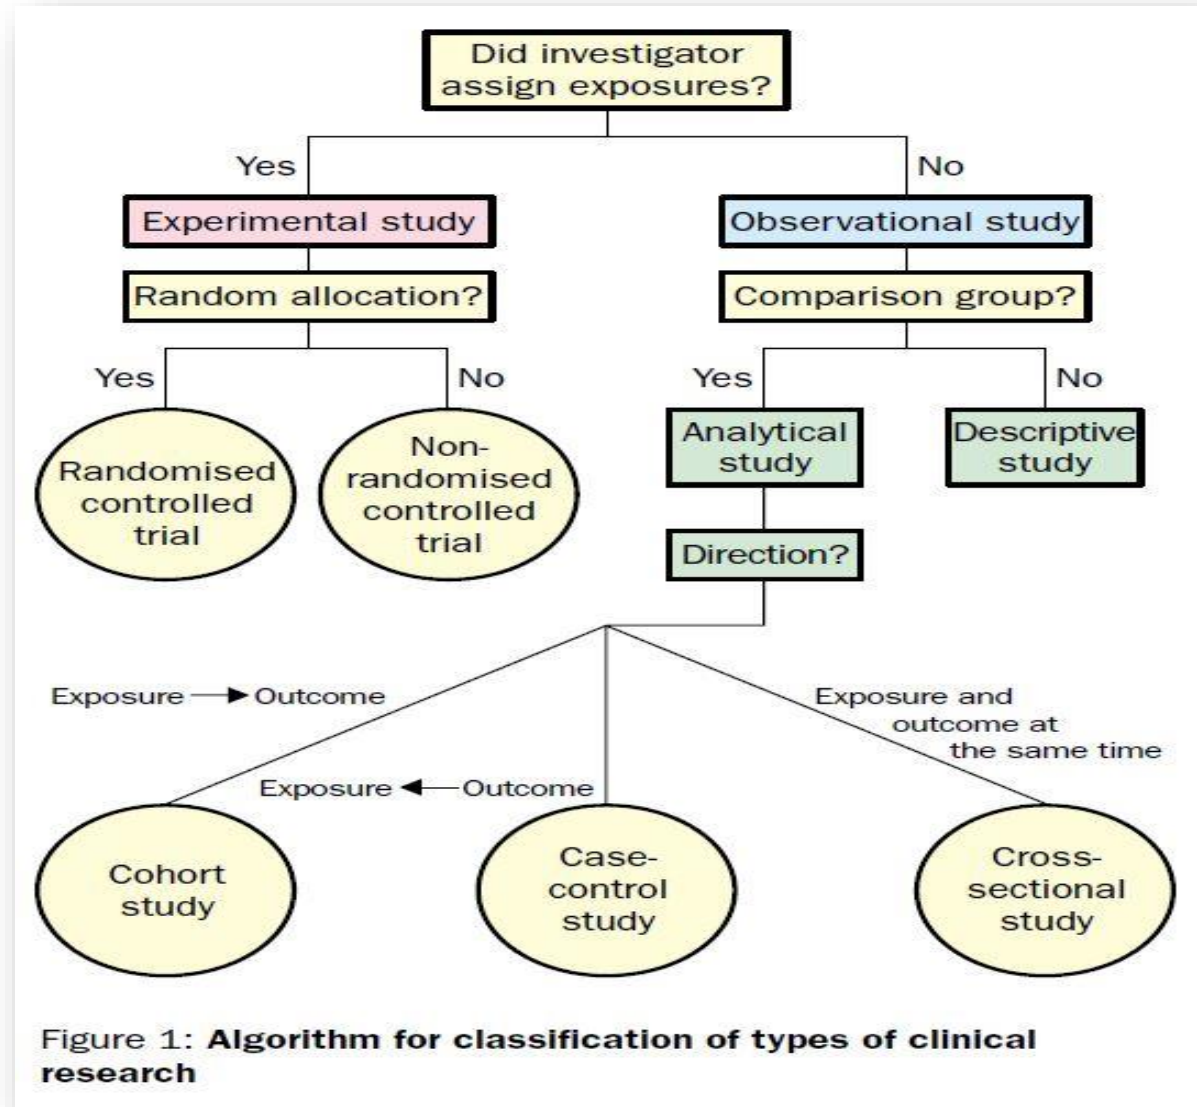 Did investigator
assign exposures?
Yes
No
Experimental study
Observational study
Random allocation?
Comparison group?
Yes
No
Yes
No
Randomised
controlled
trial
Non-
randomised
controlled
trial
Analytical
study
Descriptive
study
Direction?
Exposure → Outcome
Exposure ← Outcome
Exposure and
outcome at
the same time
Cohort
study
Case-
control
study
Cross-
sectional
study
Figure 1: Algorithm for classification of types of clinical
research